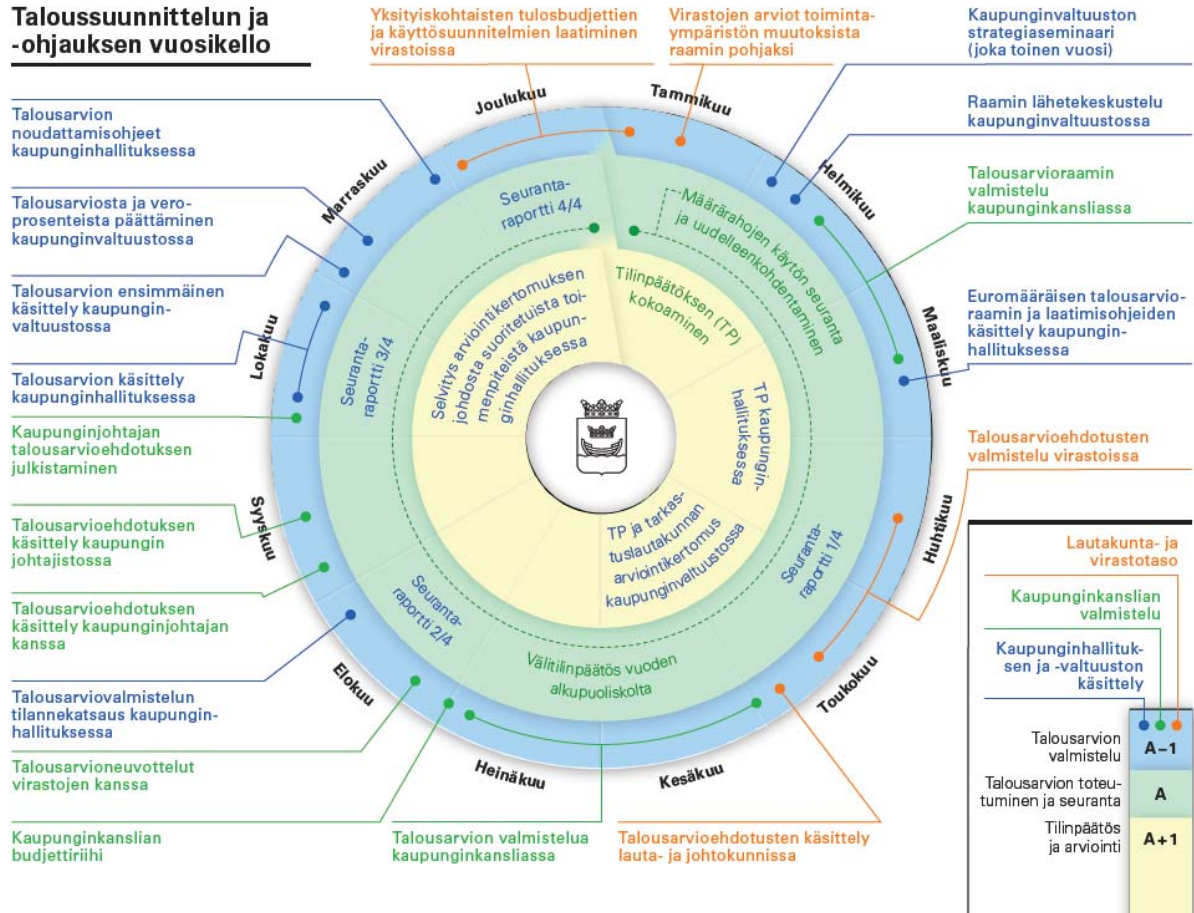 Taloussuunnittelun ja
-ohjauksen vuosikello
Yksityiskohtaisten tulosbudjettien
ja käyttösuunnitelmien laatiminen
virastoissa
Virastojen arviot toiminta-
ympäristön muutoksista
raamin pohjaksi
Kaupunginvaltuuston
strategiaseminaari
(joka toinen vuosi)
Raamin lähetekeskustelu
kaupunginvaltuustossa
Talousarvioraamin
valmistelu
kaupunginkansliassa
Euromääräisen talousarvio-
raamin ja laatimisohjeiden
käsittely kaupungin-
hallituksessa
Talousarvioehdotusten
valmistelu virastoissa
Talousarvion
noudattamisohjeet
kaupunginhallituksessa
Talousarviosta ja vero-
prosenteista päättäminen
kaupunginvaltuustossa
Talousarvion ensimmäinen
käsittely kaupungin-
valtuustossa
Talousarvion käsittely
kaupunginhallituksessa
Kaupunginjohtajan
talousarvioehdotuksen
julkistaminen
Talousarvioehdotuksen
käsittely kaupungin
johtajistossa
Talousarvioehdotuksen
käsittely kaupunginjohtajan
kanssa
Talousarviovalmistelun
tilannekatsaus kaupungin-
hallituksessa
Talousarvioneuvottelut
virastojen kanssa
Kaupunginkanslian
budjettiriihi
Talousarvion valmistelua
kaupunginkansliassa
Talousarvioehdotusten käsittely
lauta- ja johtokunnissa
Tammikuu
Helmikuu
Maaliskuu
Huhtikuu
Toukokuu
Kesäkuu
Heinäkuu
Elokuu
Syyskuu
Lokakuu
Marraskuu
Joulukuu
Määrärahojen käytön seuranta
ja uudelleenkohdentaminen
Seuranta-
raportti 1/4
Välitilinpäätös vuoden
alkupuoliskolta
Seuranta-
raportti 2/4
Seuranta-
raportti 3/4
Seuranta-
raportti 4/4
Tilinpäätöksen (TP)
kokoaminen
TP kaupungin-
hallituksessa
TP ja tarkas-
tuslautakunnan
arviointikertomus
kaupunginvaltuustossa
Selvitys arviointikertomuksen
johdosta suoritetuista toi-
menpiteistä kaupun-
ginhallituksessa
Lautakunta- ja
virastotaso
Kaupunginkanslian
valmistelu
Kaupunginhallituk-
sen ja -valtuuston
käsittely
Talousarvion
valmistelu
A–1
Talousarvion toteu-
tuminen ja seuranta
A
Tilinpäätös
ja arviointi
A+1